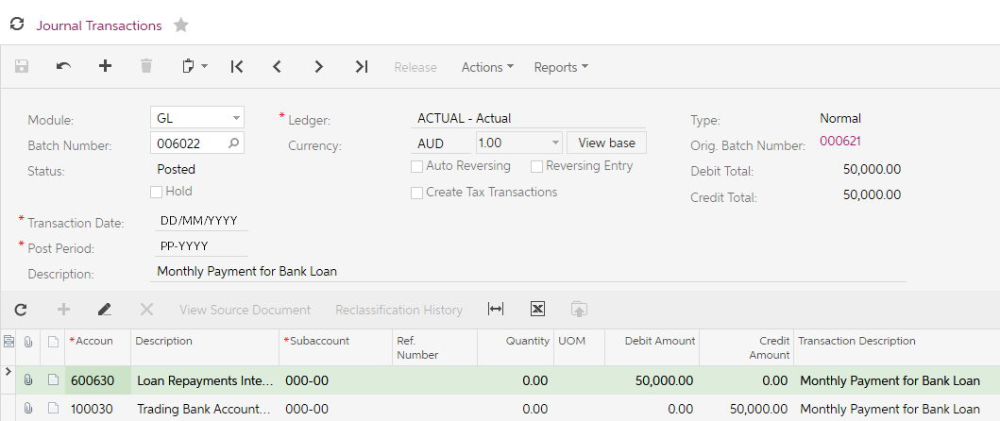 Journal Transactions
Release Actions Reports
Module: GL * Ledger: ACTUAL - Actual Type: Normal
Batch Number: 006022 Currency: AUD 1.00 View base Orig. Batch Number: 000621
Status: Posted Auto Reversing Reversing Entry Debit Total: 50,000.00
Hold Create Tax Transactions Credit Total: 50,000.00
* Transaction Date: DD/MM/YYYY
* Post Period: PP-YYYY
Description: Monthly Payment for Bank Loan
View Source Document Reclassification History
*Accoun Description *Subaccount Ref. Number Quantity UOM Debit Amount Credit Amount Transaction Description
600630 Loan Repayments Inte... 000-00 0.00 50,000.00 0.00 Monthly Payment for Bank Loan
100030 Trading Bank Account... 000-00 0.00 0.00 50,000.00 Monthly Payment for Bank Loan